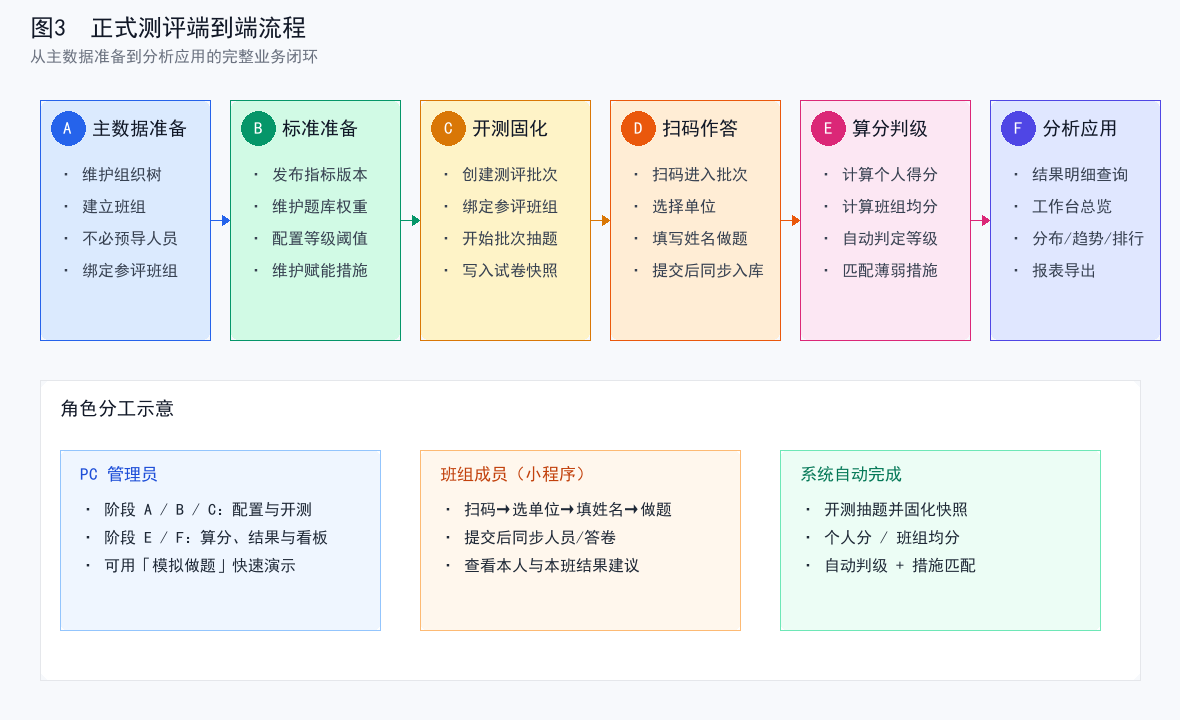 图3 正式测评端到端流程
从主数据准备到分析应用的完整业务闭环
A 主数据准备
· 维护组织树
· 建立班组
· 不必预导人员
· 绑定参评班组
B 标准准备
· 发布指标版本
· 维护题库权重
· 配置等级阈值
· 维护赋能措施
C 开测固化
· 创建测评批次
· 绑定参评班组
· 开始批次抽题
· 写入试卷快照
D 扫码作答
· 扫码进入批次
· 选择单位
· 填写姓名做题
· 提交后同步入库
E 算分判级
· 计算个人得分
· 计算班组均分
· 自动判定等级
· 匹配薄弱措施
F 分析应用
· 结果明细查询
· 工作台总览
· 分布/趋势/排行
· 报表导出
角色分工示意
PC 管理员
· 阶段 A / B / C：配置与开测
· 阶段 E / F：算分、结果与看板
· 可用「模拟做题」快速演示
班组成员（小程序）
· 扫码→选单位→填姓名→做题
· 提交后同步人员/答卷
· 查看本人与本班结果建议
系统自动完成
· 开测抽题并固化快照
· 个人分 / 班组均分
· 自动判级 + 措施匹配